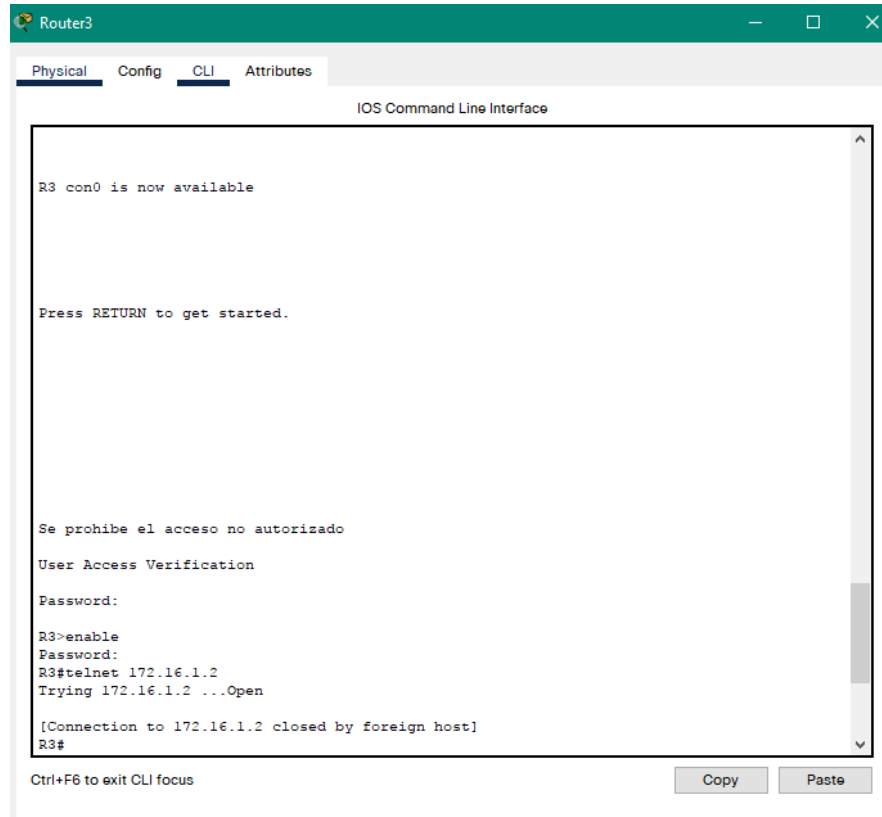 Router3
Physical Config CLI Attributes
IOS Command Line Interface
R3 con0 is now available
Press RETURN to get started.
Se prohibe el acceso no autorizado
User Access Verification
Password:
R3>enable
Password:
R3#telnet 172.16.1.2
Trying 172.16.1.2 ...Open
[Connection to 172.16.1.2 closed by foreign host]
R3#
Ctrl+F6 to exit CLI focus
Copy Paste